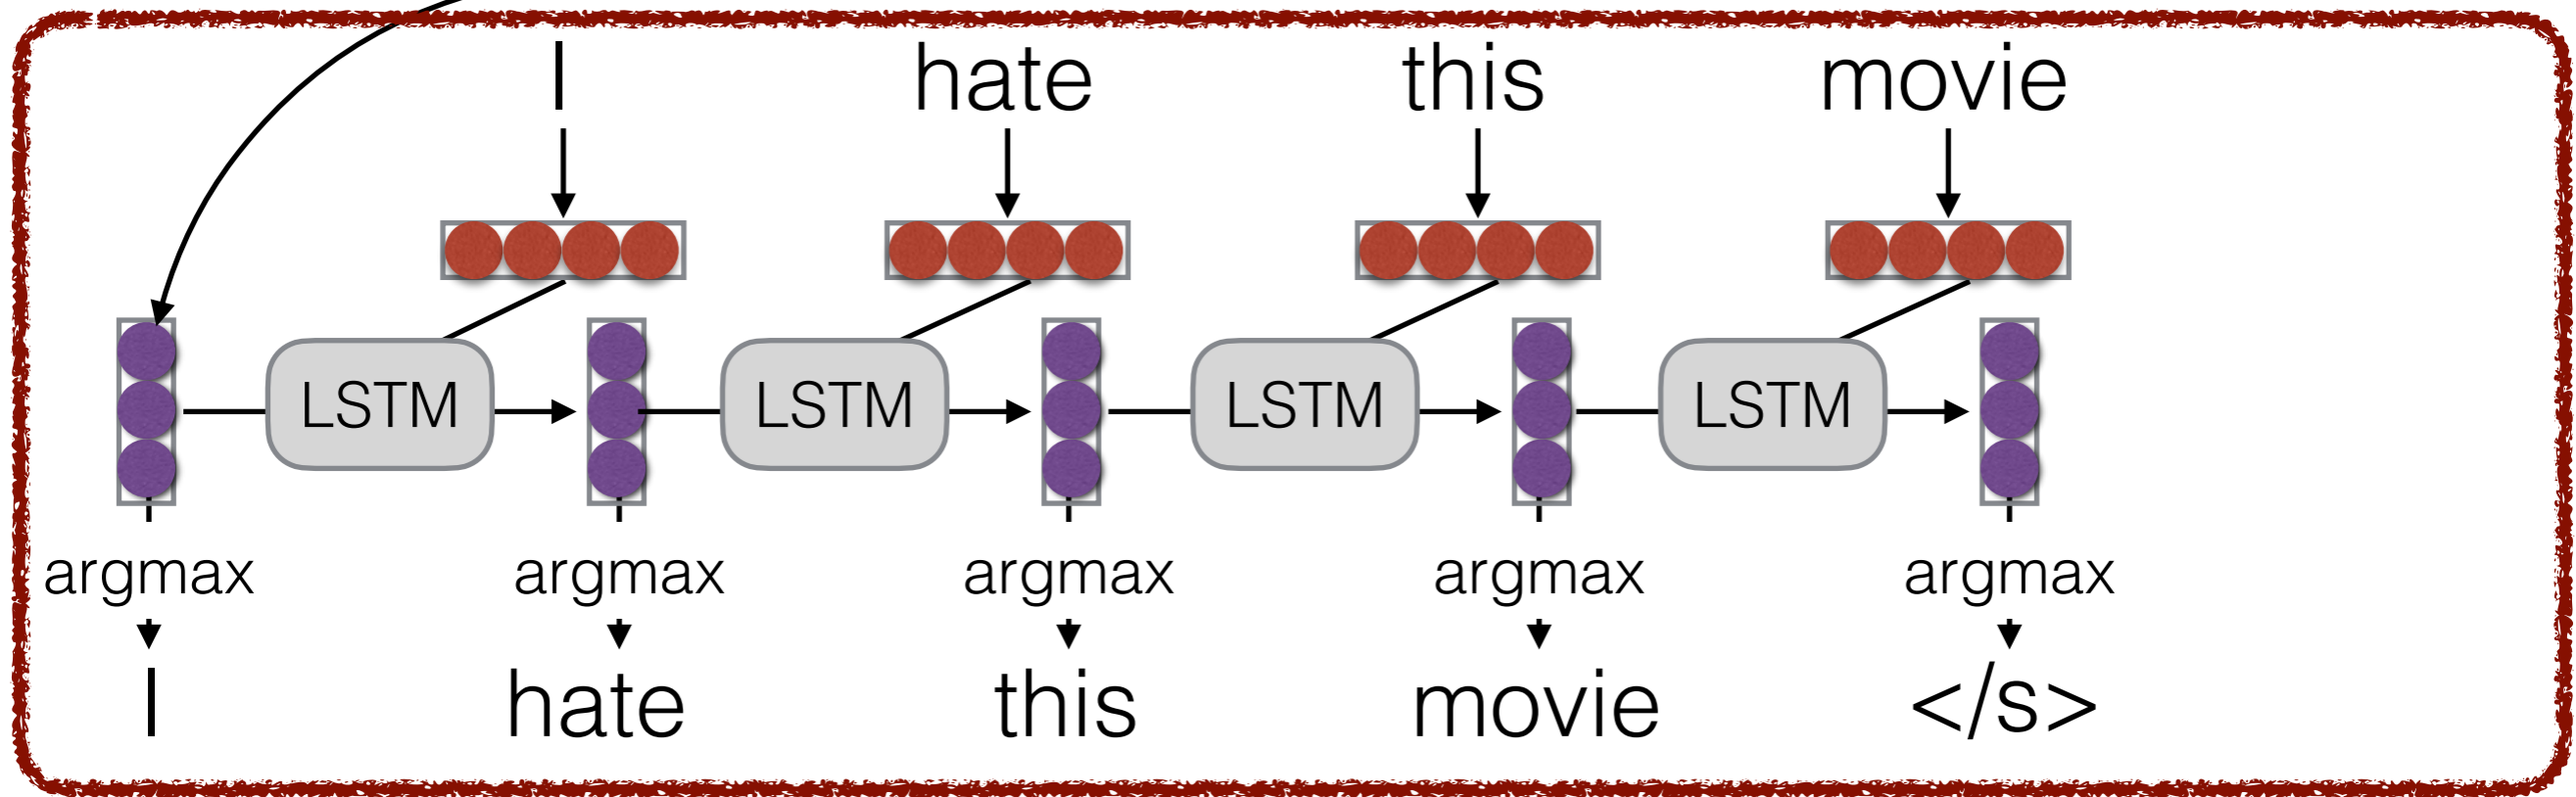 I hate this movie
LSTM LSTM LSTM LSTM
argmax argmax argmax argmax argmax
I hate this movie </s>